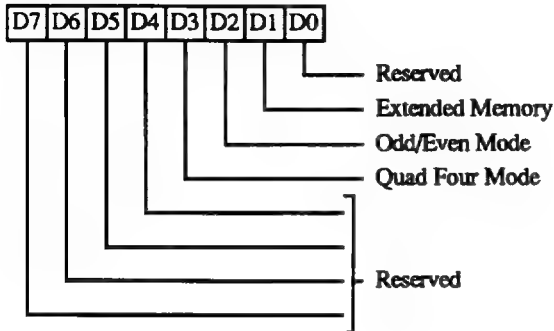 D7 D6 D5 D4 D3 D2 D1 D0
Reserved
Extended Memory
Odd/Even Mode
Quad Four Mode
Reserved